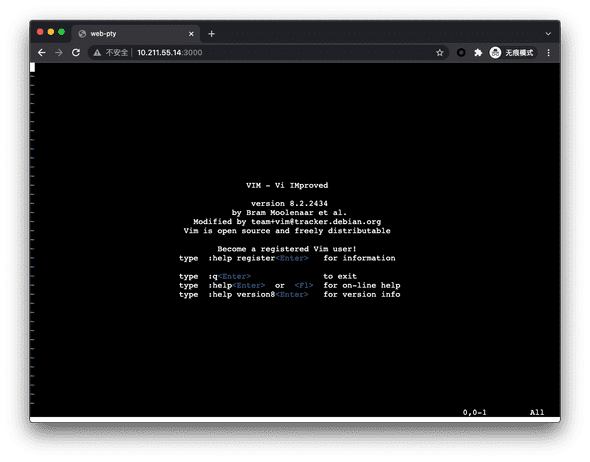 web-pty
不安全 10.211.55.14:3000
无痕模式
VIM - Vi IMproved
version 8.2.2434
by Bram Moolenaar et al.
Modified by team+vim@tracker.debian.org
Vim is open source and freely distributable
Become a registered Vim user!
type :help register<Enter> for information
type :q<Enter> to exit
type :help<Enter> or <F1> for on-line help
type :help version8<Enter> for version info
0,0-1 All